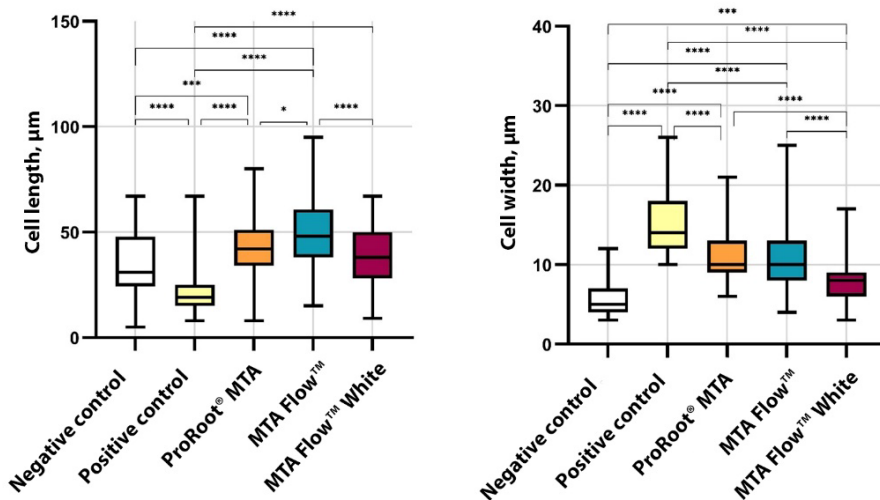 Cell length, µm
150
100
50
0
****
****
****
***
****
****
*
****
Negative control
Positive control
ProRoot® MTA
MTA Flow™
MTA Flow™ White
Cell width, µm
40
30
20
10
0
***
****
****
****
****
****
****
****
****
Negative control
Positive control
ProRoot® MTA
MTA Flow™
MTA Flow™ White